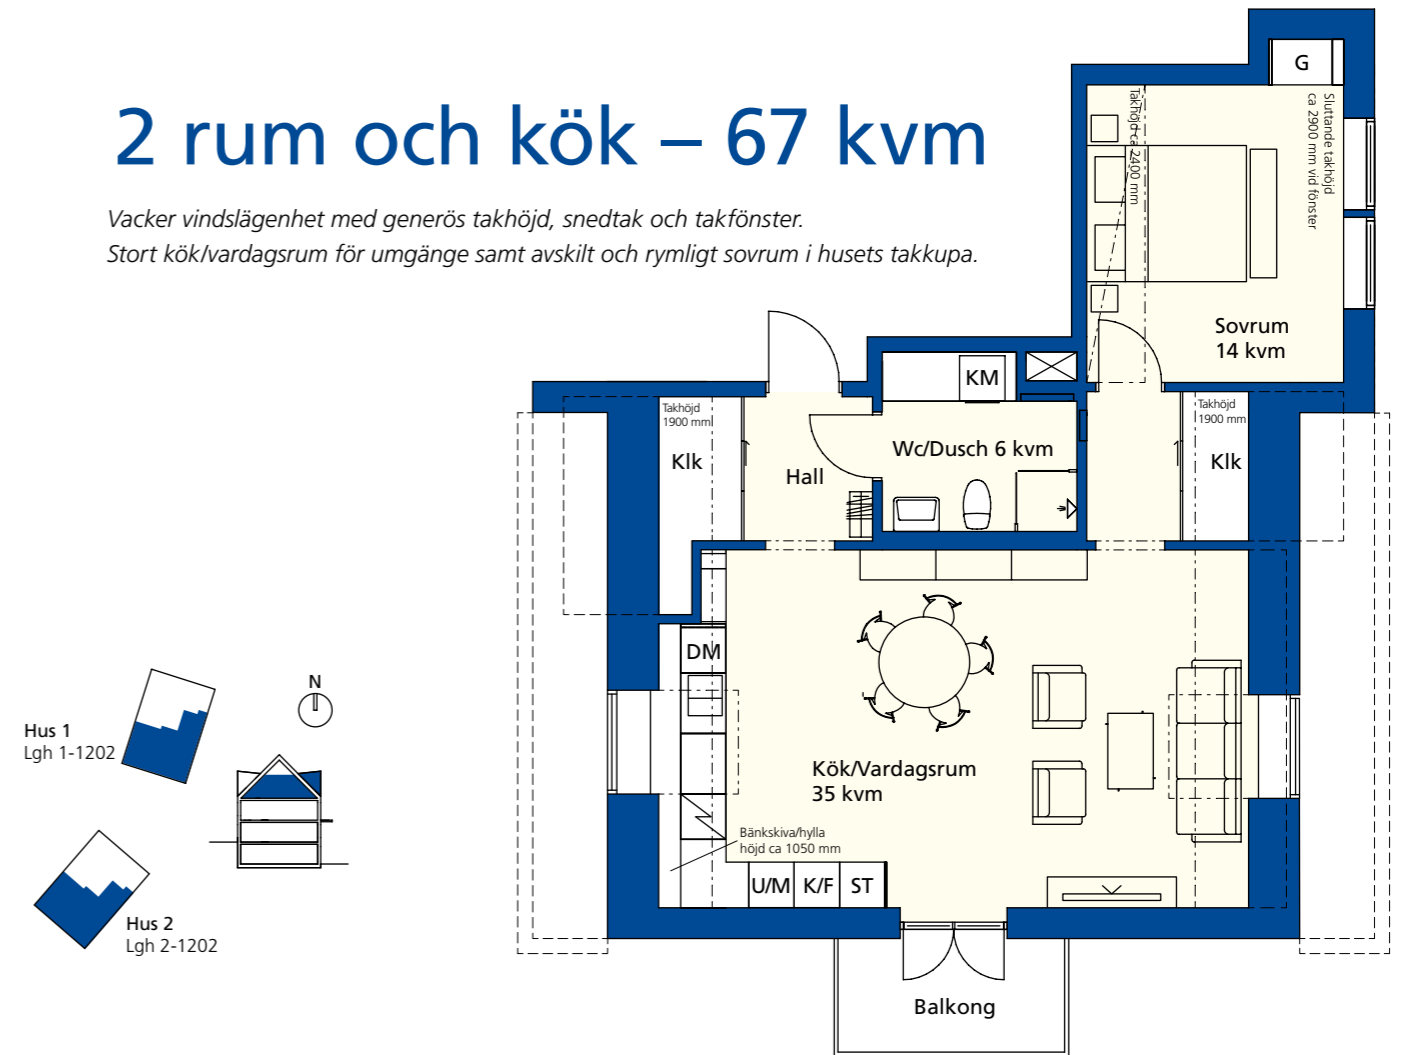 2 rum och kök – 67 kvm
Vacker vindslägenhet med generös takhöjd, snedtak och takfönster.
Stort kök/vardagsrum för umgänge samt avskilt och rymligt sovrum i husets takkupa.
G
Takhöjd ca 2400 mm
Sluttande takhöjd
ca 2900 mm vid fönster
Sovrum
14 kvm
KM
Takhöjd
1900 mm
Klk
Hall
Wc/Dusch 6 kvm
Takhöjd
1900 mm
Klk
DM
Kök/Vardagsrum
35 kvm
Bänkskiva/hylla
höjd ca 1050 mm
U/M
K/F
ST
Balkong
N
Hus 1
Lgh 1-1202
Hus 2
Lgh 2-1202